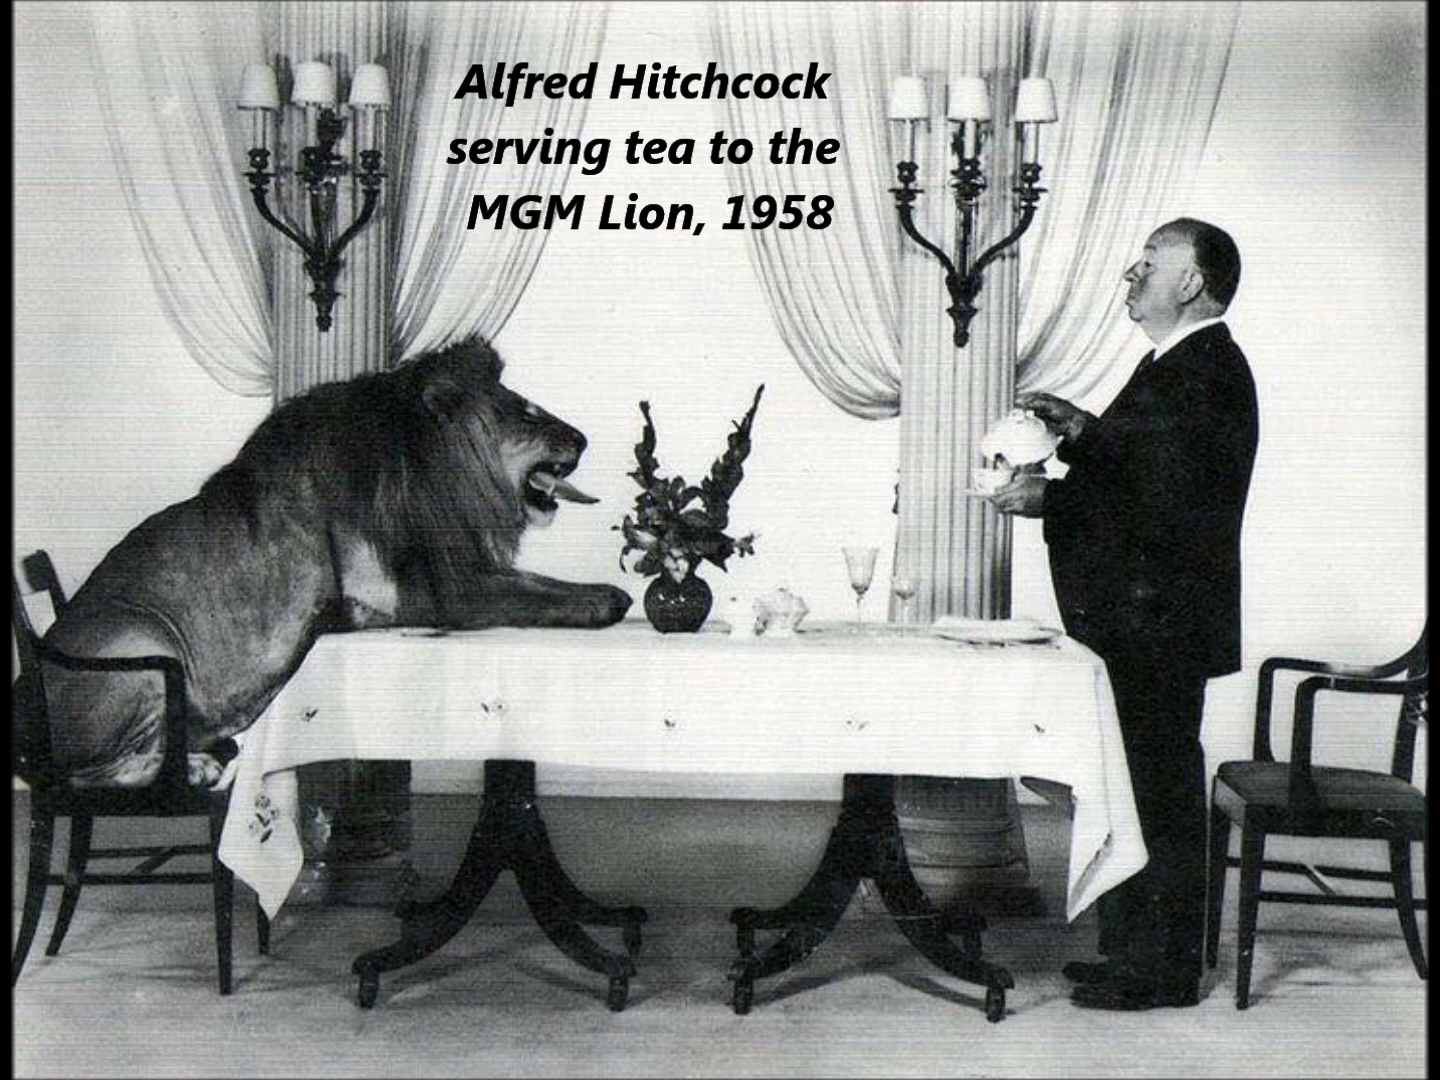 Alfred Hitchcock
serving tea to the
MGM Lion, 1958